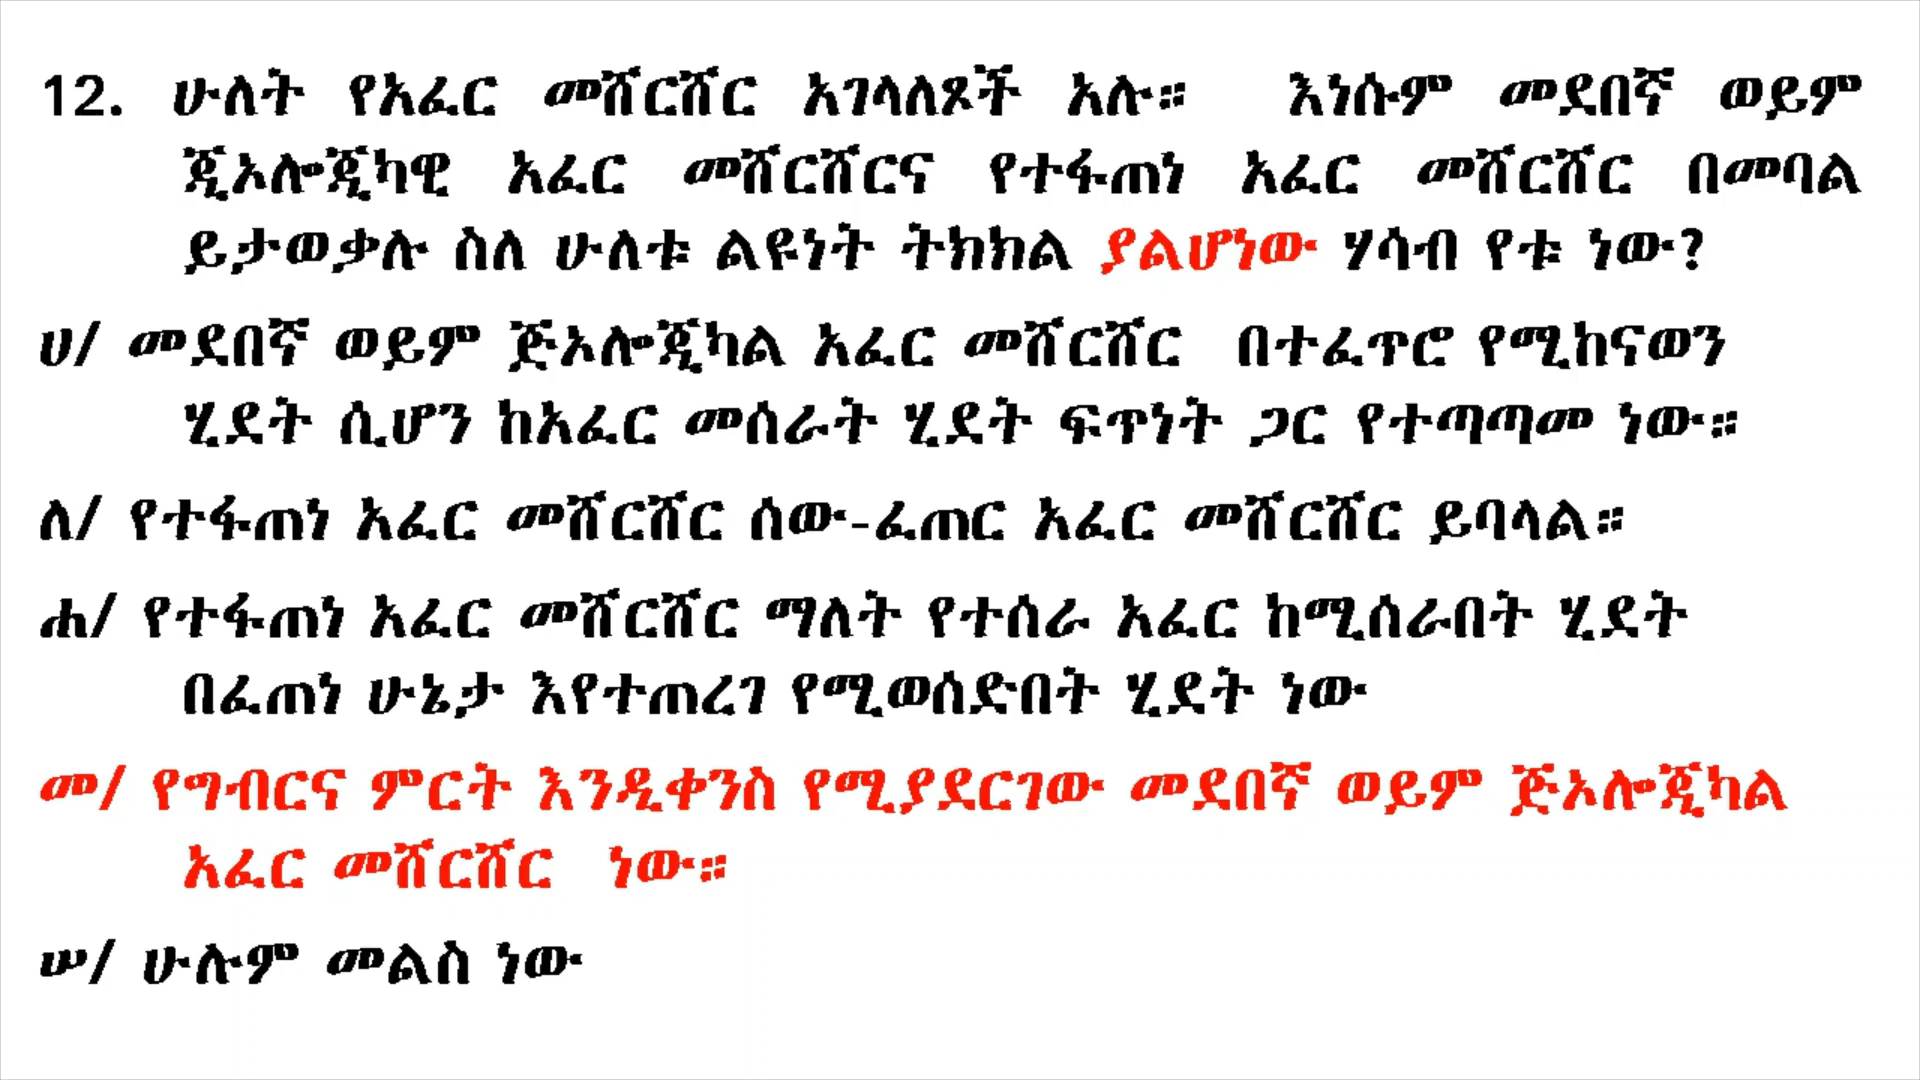 12. ሁለት የአፈር መሸርሸር አገላለጾች አሉ። እነሱም መደበኛ ወይም
ጂኦሎጂካዊ አፈር መሸርሸርና የተፋጠነ አፈር መሸርሸር በመባል
ይታወቃሉ ስለ ሁለቱ ልዩነት ትክክል ያልሆነው ሃሳብ የቱ ነው?
ሀ/ መደበኛ ወይም ጅኦሎጂካል አፈር መሸርሸር በተፈጥሮ የሚከናወን
ሂደት ሲሆን ከአፈር መሰራት ሂደት ፍጥነት ጋር የተጣጣመ ነው።
ለ/ የተፋጠነ አፈር መሸርሸር ሰው-ፈጠር አፈር መሸርሸር ይባላል።
ሐ/ የተፋጠነ አፈር መሸርሸር ማለት የተሰራ አፈር ከሚሰራበት ሂደት
በፈጠነ ሁኔታ እየተጠረገ የሚወሰድበት ሂደት ነው
መ/ የግብርና ምርት እንዲቀንስ የሚያደርገው መደበኛ ወይም ጅኦሎጂካል
አፈር መሸርሸር ነው።
ሠ/ ሁሉም መልስ ነው